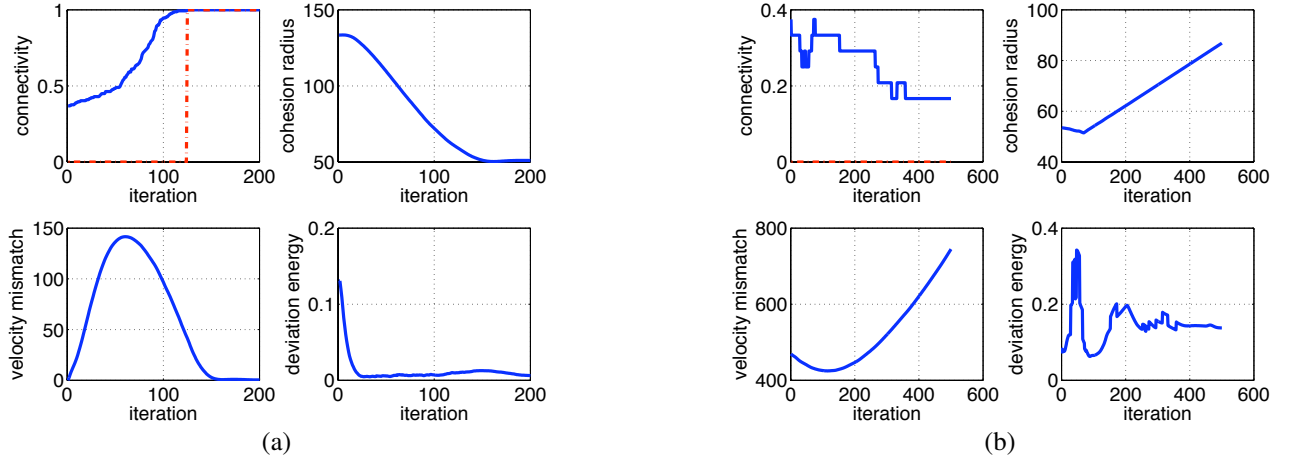 connectivity
1
0.5
0
0 100 200
iteration
cohesion radius
150
100
50
0 100 200
iteration
velocity mismatch
150
100
50
0
0 100 200
iteration
deviation energy
0.2
0.1
0
0 100 200
iteration
(a)
connectivity
0.4
0.2
0
0 200 400 600
iteration
cohesion radius
100
80
60
40
0 200 400 600
iteration
velocity mismatch
800
600
400
0 200 400 600
iteration
deviation energy
0.4
0.2
0
0 200 400 600
iteration
(b)